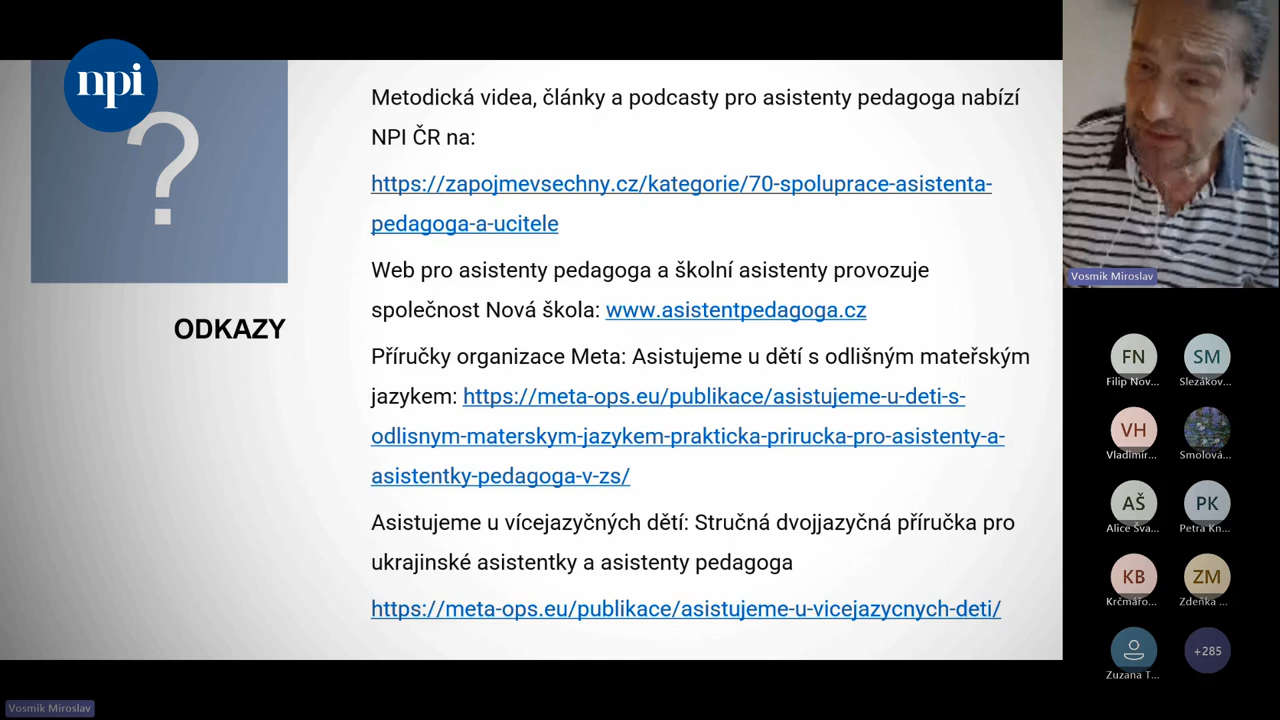 npi
?
ODKAZY
Metodická videa, články a podcasty pro asistenty pedagoga nabízí
NPI ČR na:
https://zapojmevsechny.cz/kategorie/70-spoluprace-asistenta-
pedagoga-a-ucitele
Web pro asistenty pedagoga a školní asistenty provozuje
společnost Nová škola: www.asistentpedagoga.cz
Příručky organizace Meta: Asistujeme u dětí s odlišným mateřským
jazykem: https://meta-ops.eu/publikace/asistujeme-u-deti-s-
odlisnym-materskym-jazykem-prakticka-prirucka-pro-asistenty-a-
asistentky-pedagoga-v-zs/
Asistujeme u vícejazyčných dětí: Stručná dvojjazyčná příručka pro
ukrajinské asistentky a asistenty pedagoga
https://meta-ops.eu/publikace/asistujeme-u-vicejazycnych-deti/
Vosmik Miroslav
FN
SM
Filip Nov...
Slezákov...
VH
Vladimír...
Smolová...
AŠ
PK
Alice Šva...
Petra Kn...
KB
ZM
Krčmářo...
Zdeňka ...
+285
Zuzana T...
Vosmik Miroslav